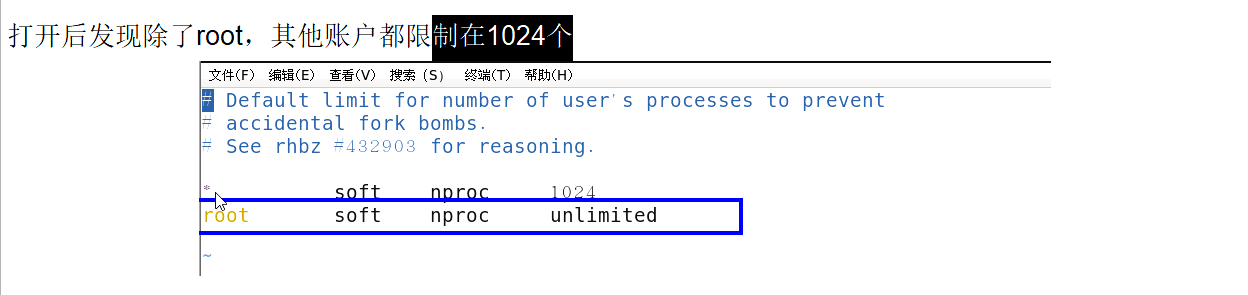 打开后发现除了root，其他账户都限制在1024个
文件(F) 编辑(E) 查看(V) 搜索 (S) 终端(T) 帮助(H)
# Default limit for number of user's processes to prevent
# accidental fork bombs.
# See rhbz #432903 for reasoning.
* soft nproc 1024
root soft nproc unlimited
~